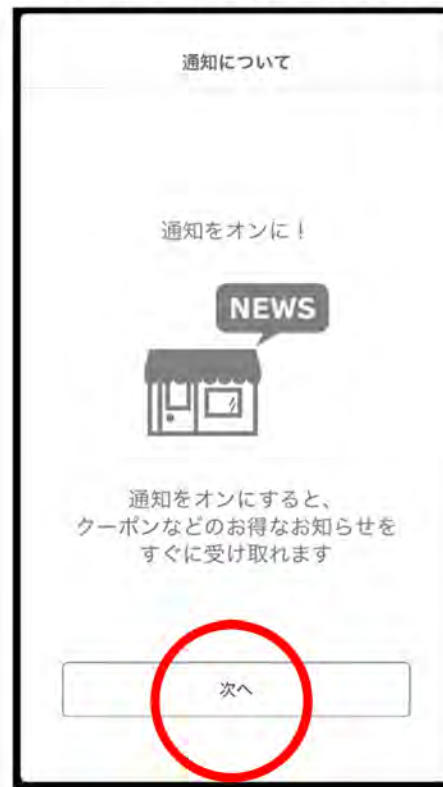 通知について
通知をオンに！
NEWS
通知をオンにすると、
クーポンなどのお得なお知らせを
すぐに受け取れます
次へ